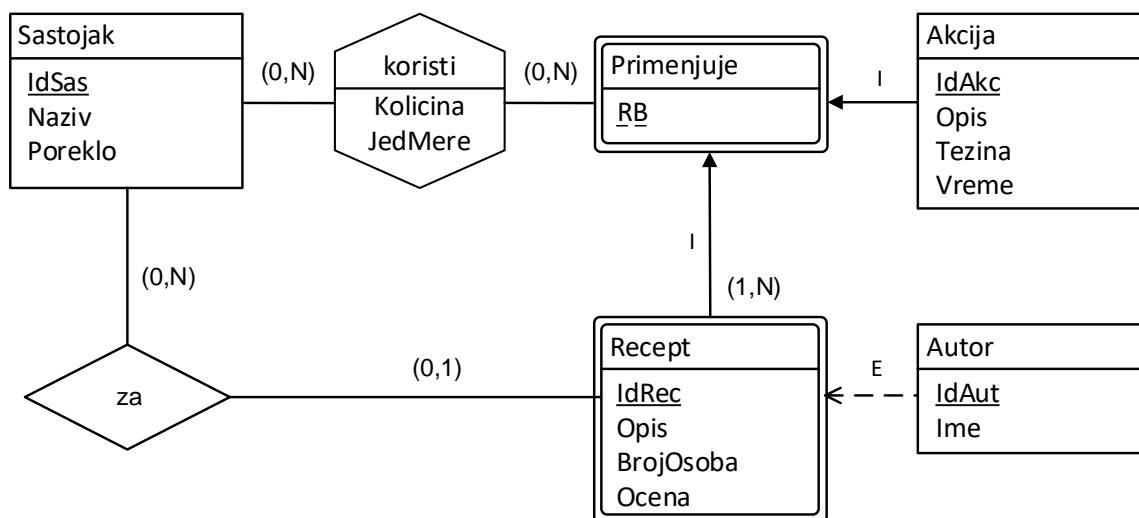 Sastojak
IdSas
Naziv
Poreklo
(0,N)
koristi
Kolicina
JedMere
(0,N)
Primenjuje
RB
I
Akcija
IdAkc
Opis
Tezina
Vreme
(0,N)
I
(1,N)
za
(0,1)
Recept
IdRec
Opis
BrojOsoba
Ocena
E
Autor
IdAut
Ime